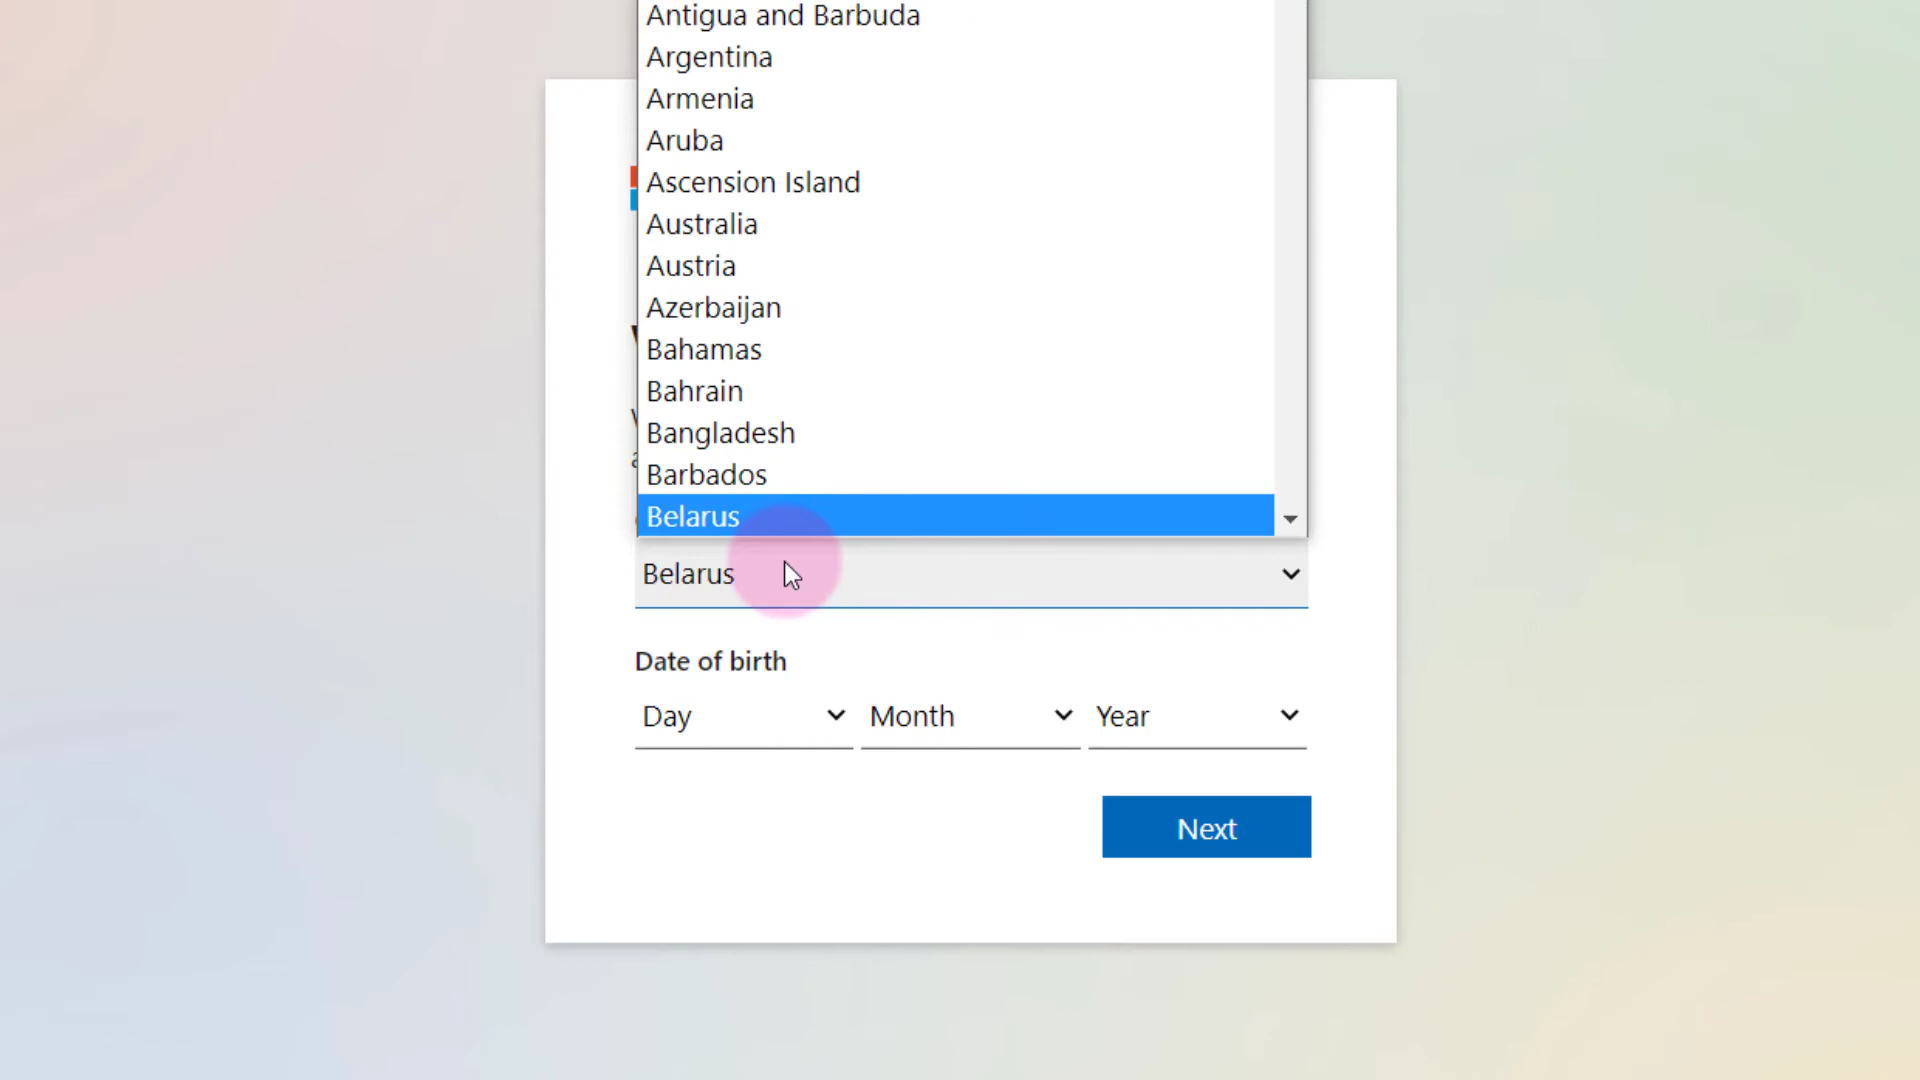 Antigua and Barbuda
Argentina
Armenia
Aruba
Ascension Island
Australia
Austria
Azerbaijan
Bahamas
Bahrain
Bangladesh
Barbados
Belarus
Belarus
Date of birth
Day Month Year
Next